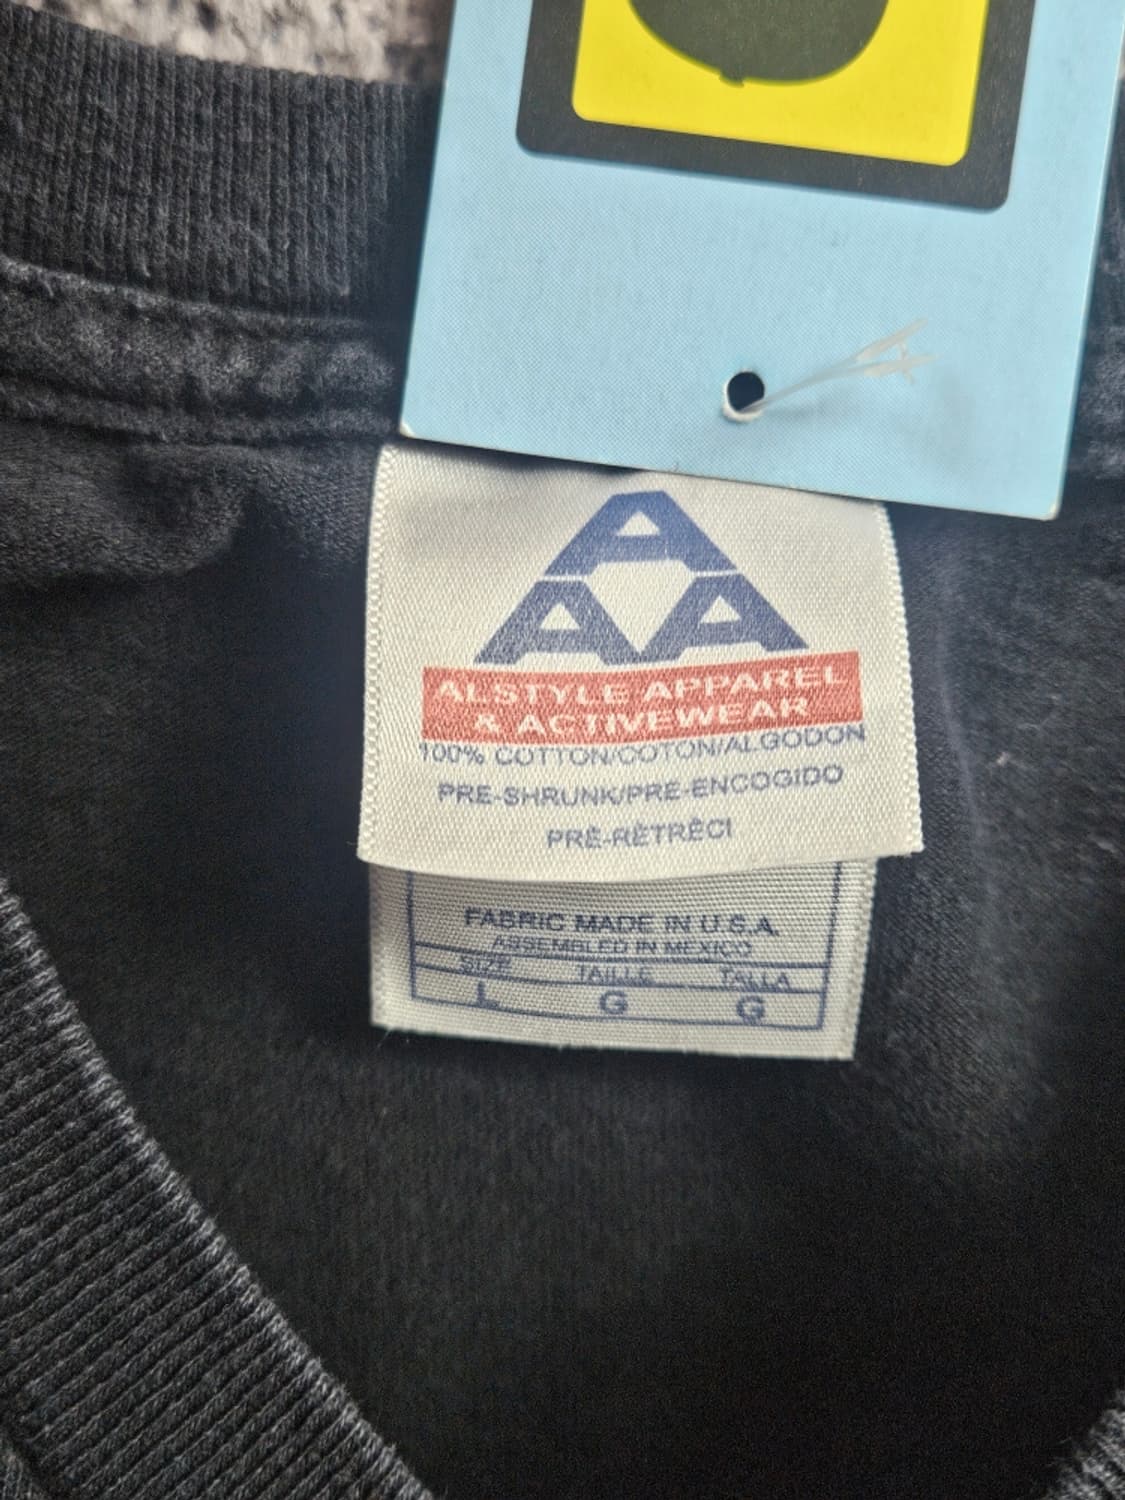 AAA
ALSTYLE APPAREL
& ACTIVEWEAR
100% COTTON/COTON/ALGODON
PRE-SHRUNK/PRE-ENCOGIDO
PRÉ-RÉTRÉCI
FABRIC MADE IN U.S.A.
ASSEMBLED IN MEXICO
SIZE TAILLE TALLA
L G G